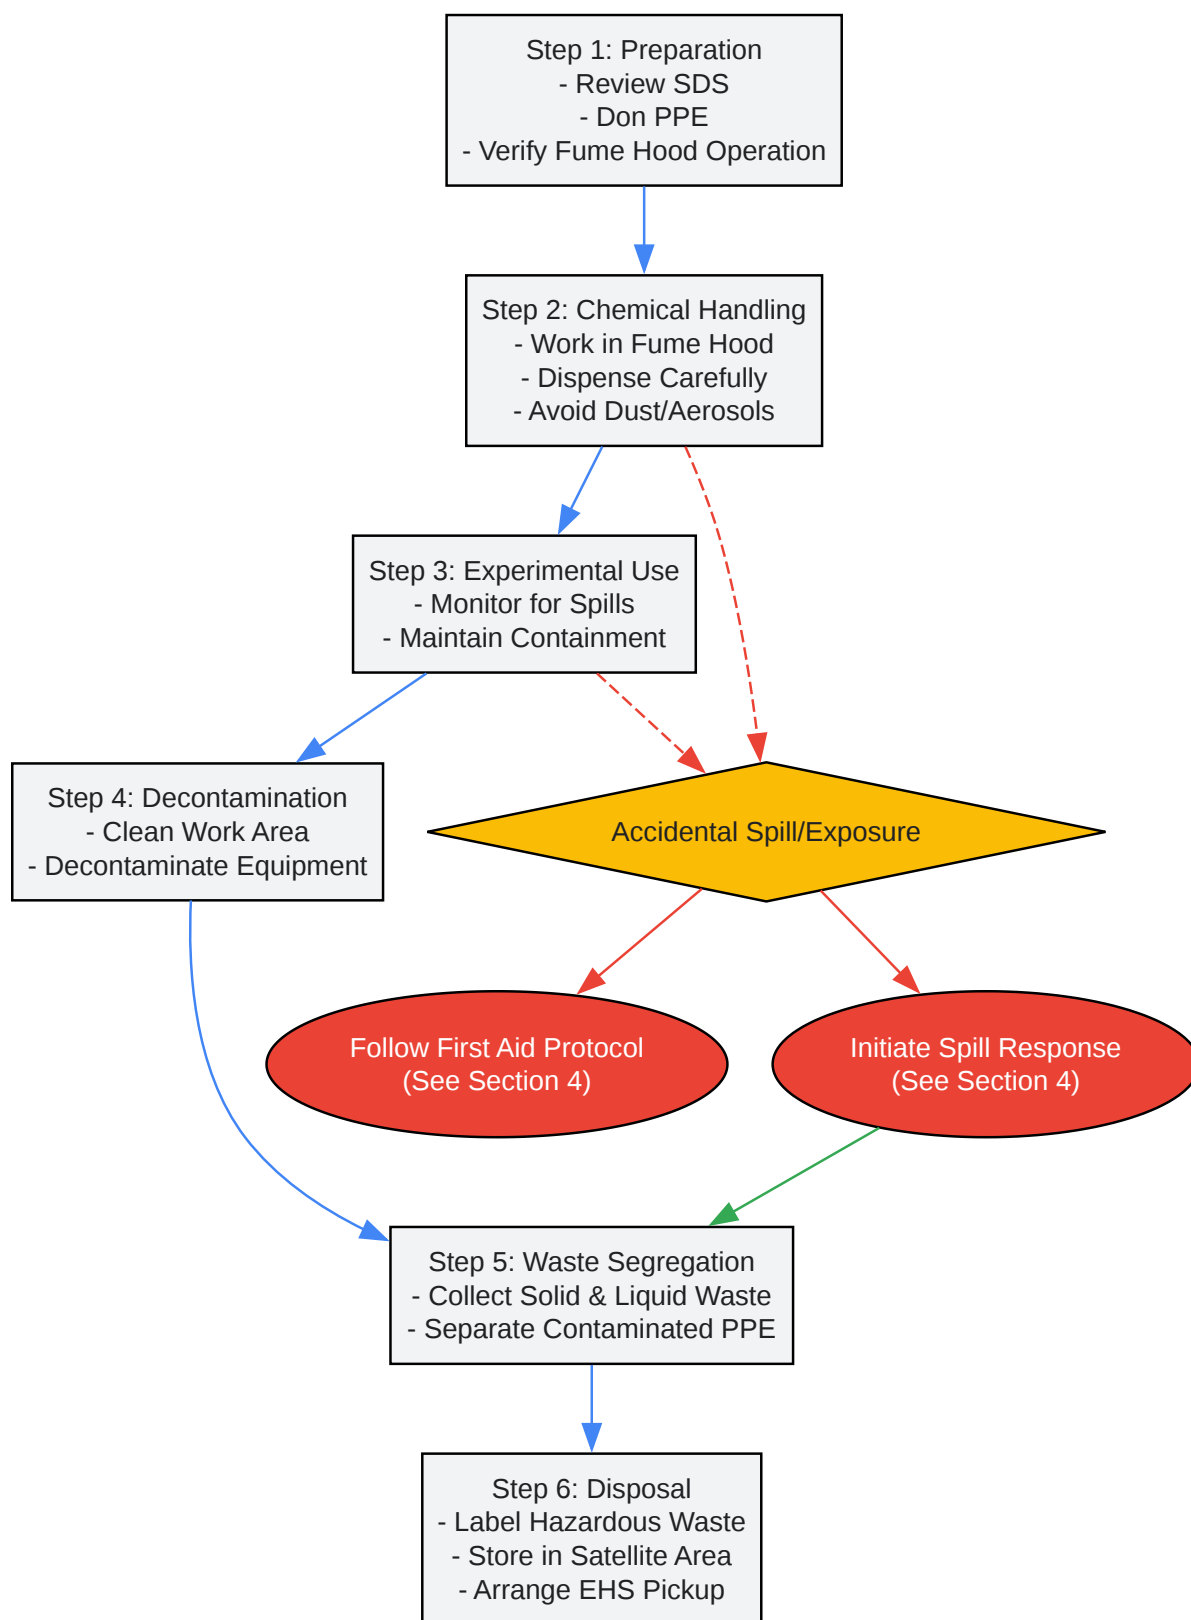 Step 1: Preparation
- Review SDS
- Don PPE
- Verify Fume Hood Operation
Step 2: Chemical Handling
- Work in Fume Hood
- Dispense Carefully
- Avoid Dust/Aerosols
Step 3: Experimental Use
- Monitor for Spills
- Maintain Containment
Step 4: Decontamination
- Clean Work Area
- Decontaminate Equipment
Accidental Spill/Exposure
Follow First Aid Protocol
(See Section 4)
Initiate Spill Response
(See Section 4)
Step 5: Waste Segregation
- Collect Solid & Liquid Waste
- Separate Contaminated PPE
Step 6: Disposal
- Label Hazardous Waste
- Store in Satellite Area
- Arrange EHS Pickup